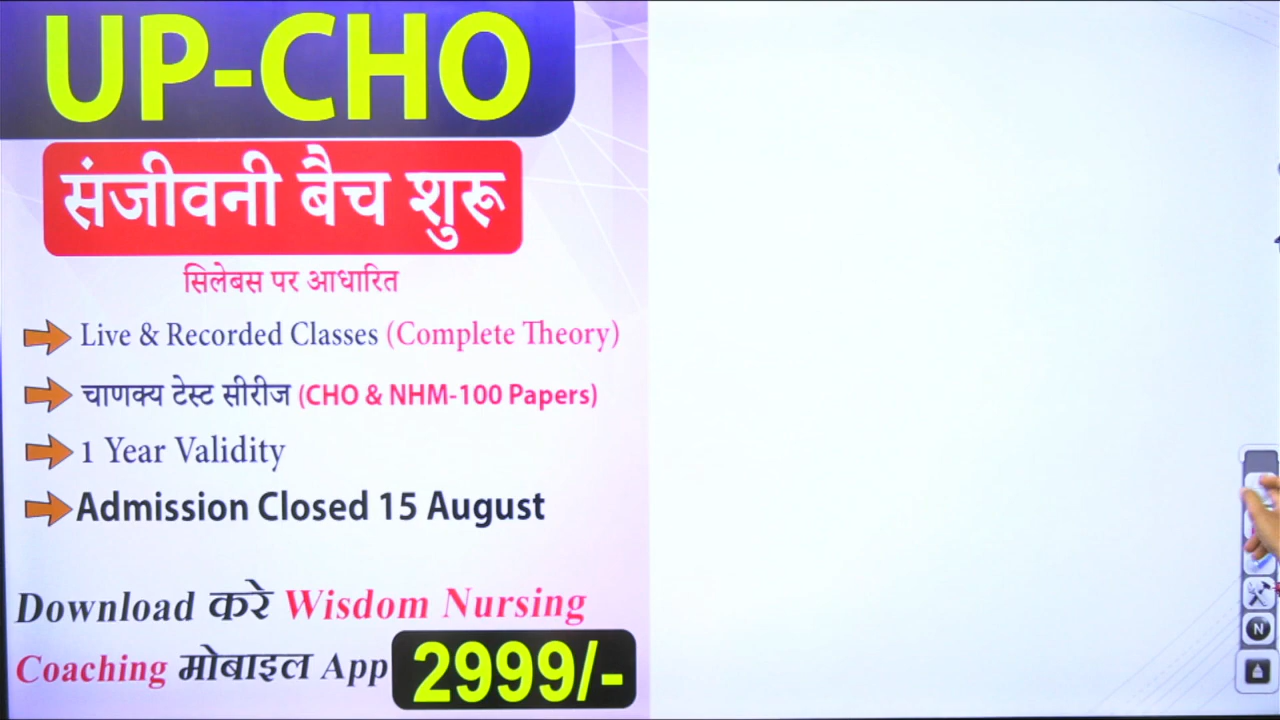 UP-CHO
संजीवनी बैच शुरू
सिलेबस पर आधारित
Live & Recorded Classes (Complete Theory)
चाणक्य टेस्ट सीरीज (CHO & NHM-100 Papers)
1 Year Validity
Admission Closed 15 August
Download करे Wisdom Nursing
Coaching मोबाइल App 2999/-
N